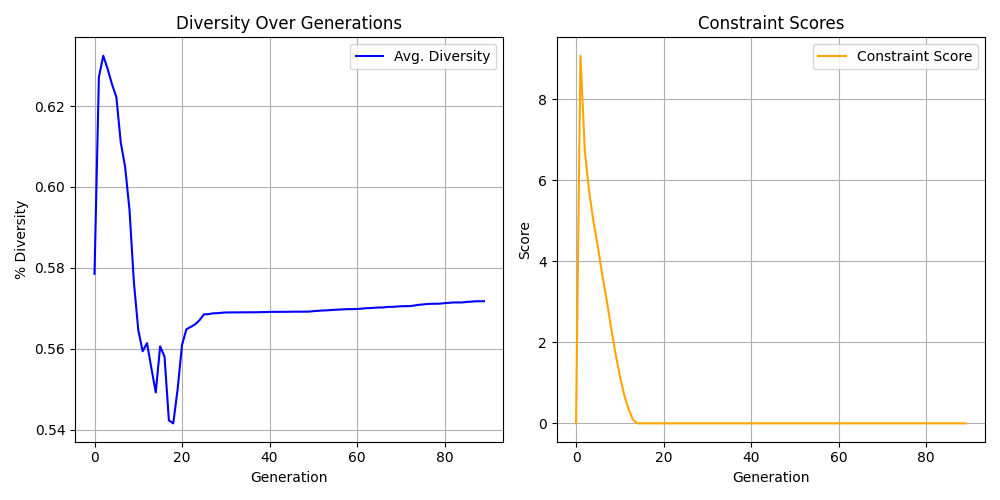 Diversity Over Generations
Avg. Diversity
% Diversity
0.62
0.60
0.58
0.56
0.54
0 20 40 60 80
Generation
Constraint Scores
Constraint Score
Score
8
6
4
2
0
0 20 40 60 80
Generation